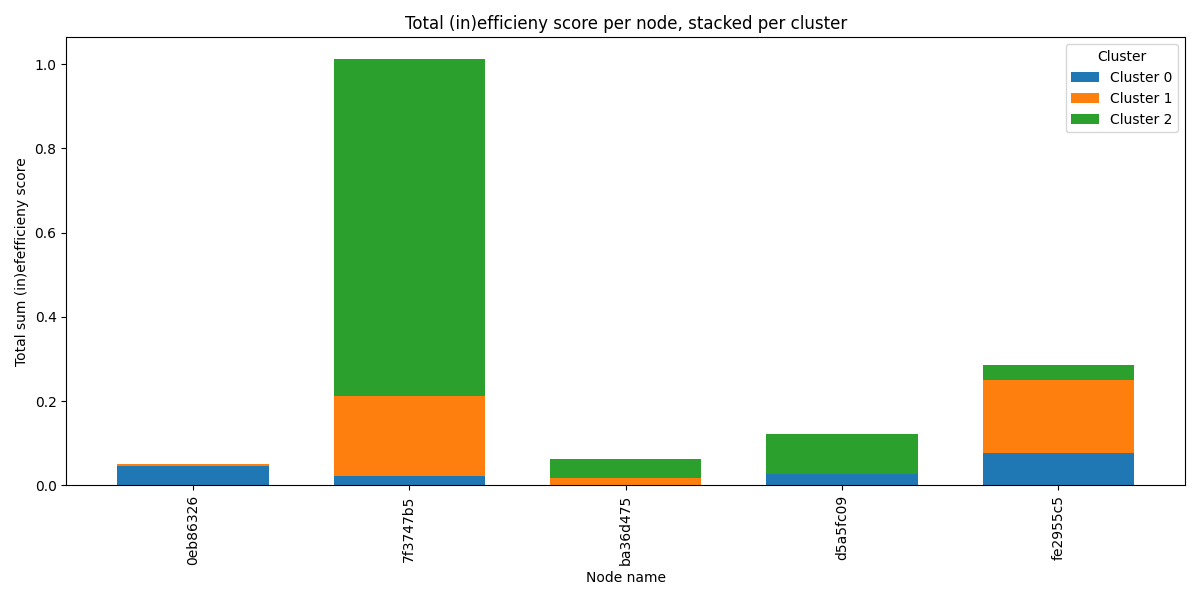 Total (in)efficieny score per node, stacked per cluster
Total sum (in)efefficieny score
1.0
0.8
0.6
0.4
0.2
0.0
Cluster
Cluster 0
Cluster 1
Cluster 2
0eb86326
7f3747b5
ba36d475
d5a5fc09
fe2955c5
Node name